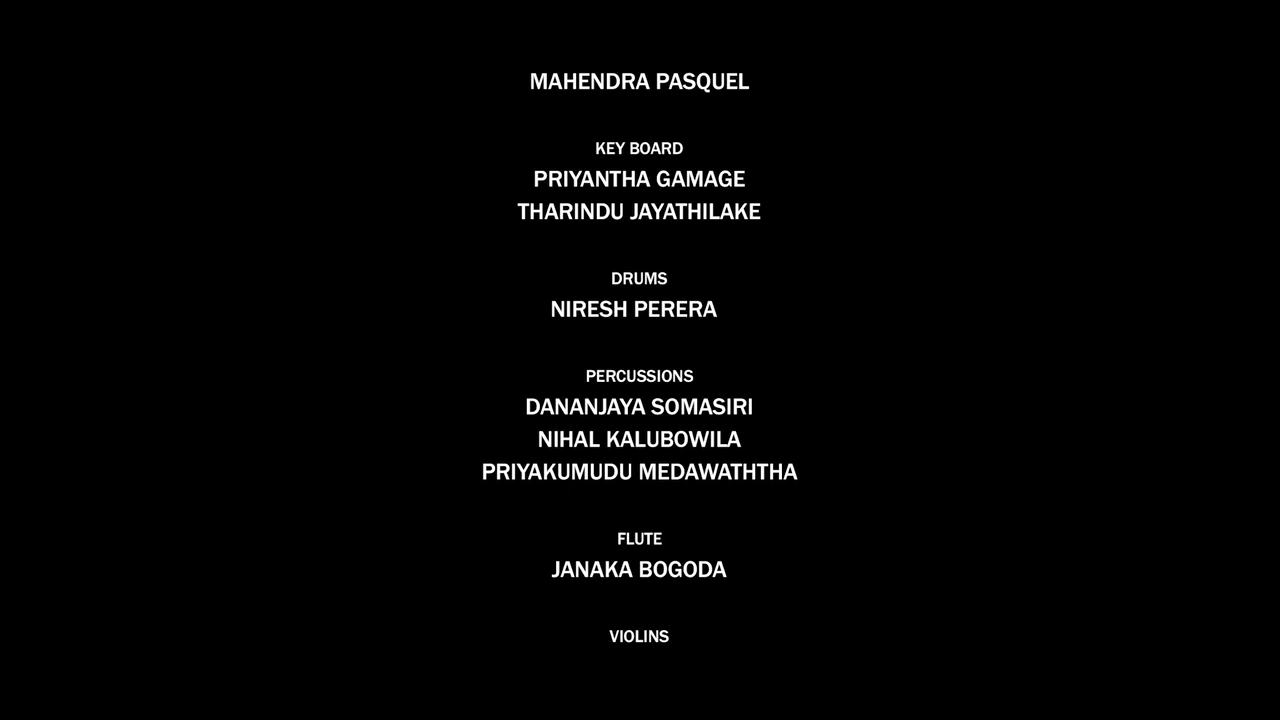 MAHENDRA PASQUEL
KEY BOARD
PRIYANTHA GAMAGE
THARINDU JAYATHILAKE
DRUMS
NIRESH PERERA
PERCUSSIONS
DANANJAYA SOMASIRI
NIHAL KALUBOWILA
PRIYAKUMUDU MEDAWATHTHA
FLUTE
JANAKA BOGODA
VIOLINS